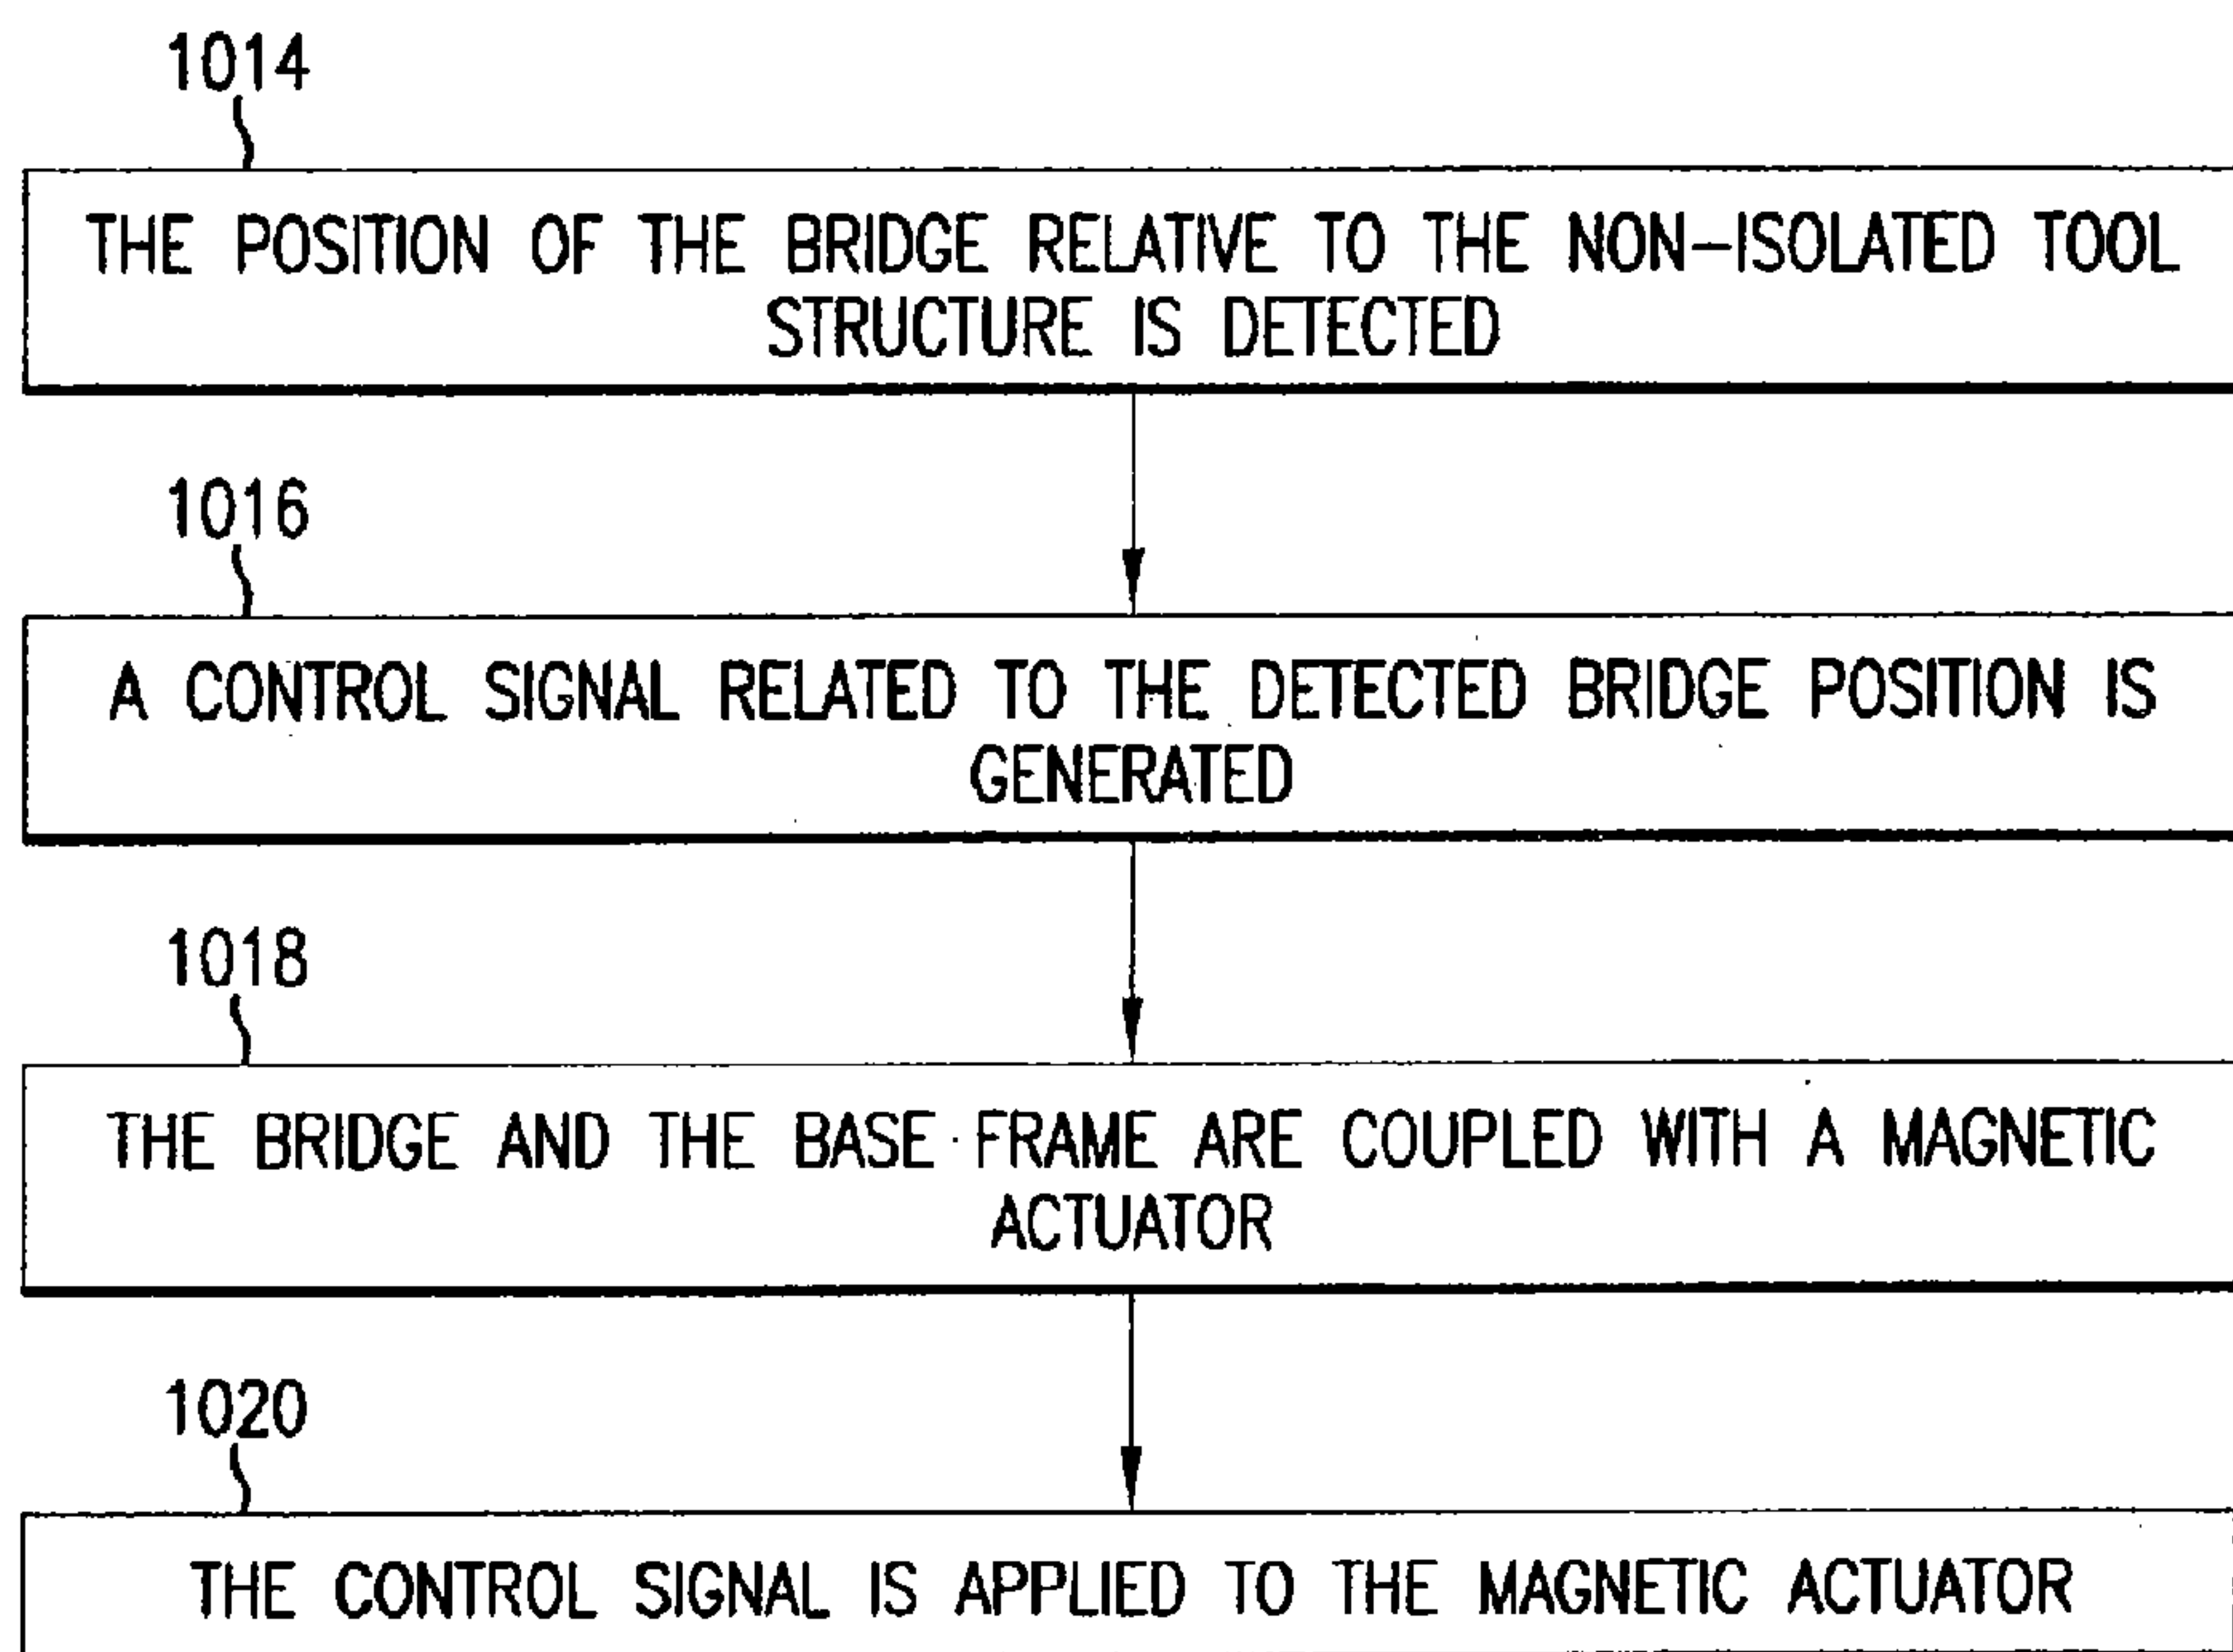 1014
THE POSITION OF THE BRIDGE RELATIVE TO THE NON-ISOLATED TOOL
STRUCTURE IS DETECTED
1016
A CONTROL SIGNAL RELATED TO THE DETECTED BRIDGE POSITION IS
GENERATED
1018
THE BRIDGE AND THE BASE FRAME ARE COUPLED WITH A MAGNETIC
ACTUATOR
1020
THE CONTROL SIGNAL IS APPLIED TO THE MAGNETIC ACTUATOR